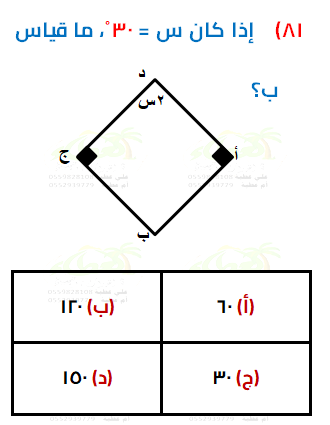 ٨١) إذا كان س = ٣٠°، ما قياس
ب؟
د
٢س
ج
أ
ب
(أ) ٦٠
(ب) ١٢٠
(ج) ٣٠
(د) ١٥٠